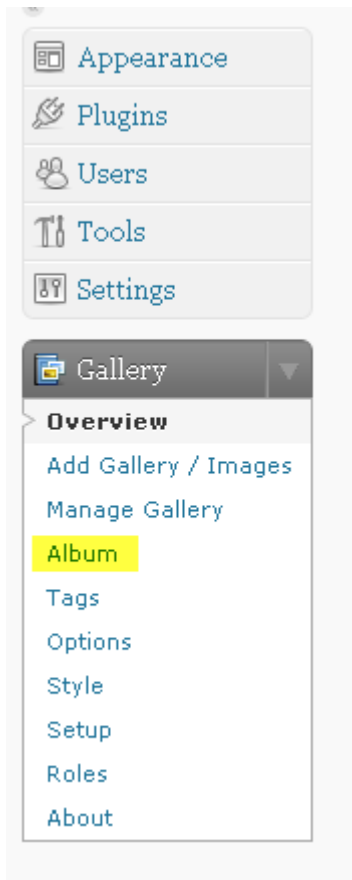 Appearance
Plugins
Users
Tools
Settings
Gallery
Overview
Add Gallery / Images
Manage Gallery
Album
Tags
Options
Style
Setup
Roles
About